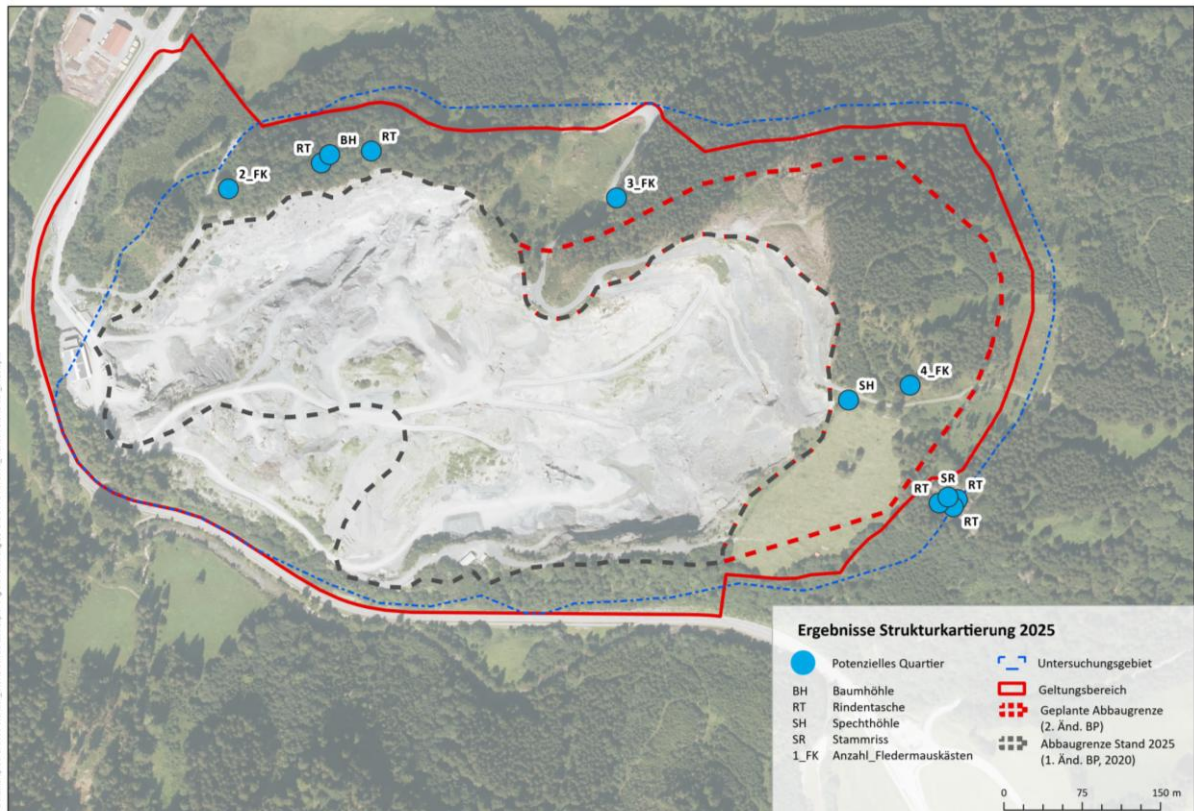 RT
BH
RT
2_FK
3_FK
SH
4_FK
RT
SR
RT
RT
Ergebnisse Strukturkartierung 2025
Potenzielles Quartier
BH Baumhöhle
RT Rindentasche
SH Spechthöhle
SR Stammriss
1_FK Anzahl_Fledermauskästen
Untersuchungsgebiet
Geltungsbereich
Geplante Abbaugrenze
(2. Änd. BP)
Abbaugrenze Stand 2025
(1. Änd. BP, 2020)
0 75 150 m